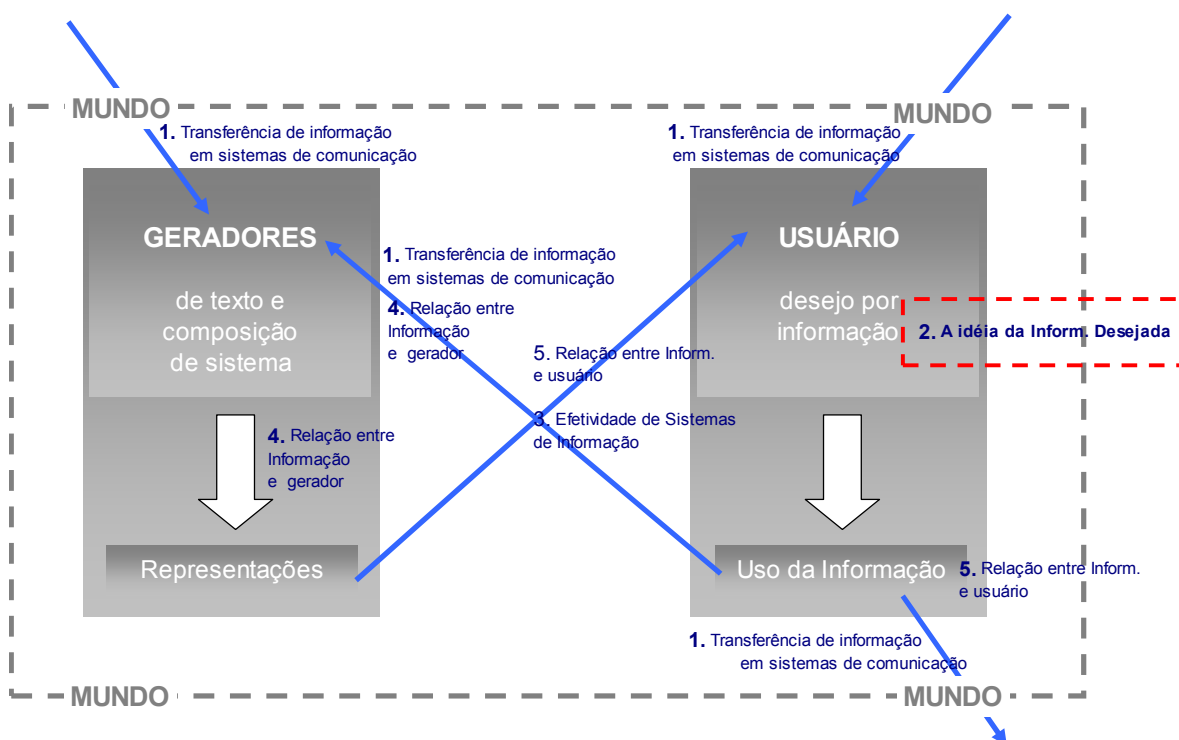 MUNDO
MUNDO
1. Transferência de informação
em sistemas de comunicação
1. Transferência de informação
em sistemas de comunicação
GERADORES
de texto e
composição
de sistema
1. Transferência de informação
em sistemas de comunicação
4. Relação entre
Informação
e gerador
USUÁRIO
desejo por
informação
2. A idéia da Inform. Desejada
5. Relação entre Inform.
e usuário
3. Efetividade de Sistemas
de Informação
4. Relação entre
Informação
e gerador
Representações
Uso da Informação
5. Relação entre Inform.
e usuário
1. Transferência de informação
em sistemas de comunicação
MUNDO
MUNDO